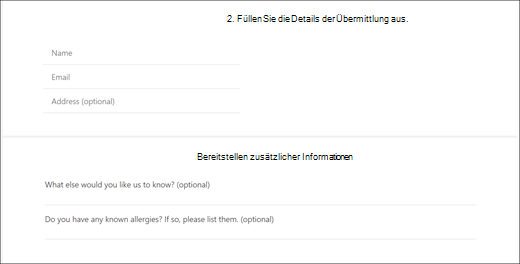 2. Füllen Sie die Details der Übermittlung aus.
Name
Email
Address (optional)
Bereitstellen zusätzlicher Informationen
What else would you like us to know? (optional)
Do you have any known allergies? If so, please list them. (optional)